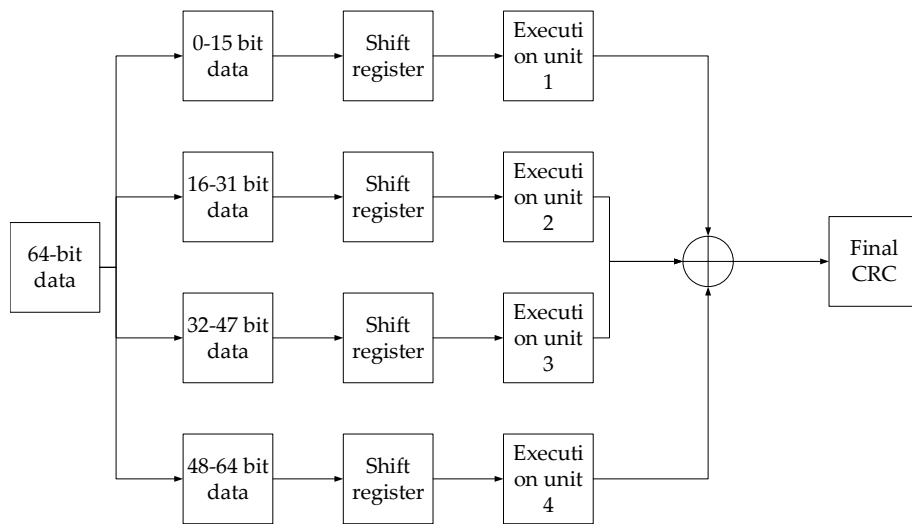 0-15 bit
data
Shift
register
Executi
on unit
1
16-31 bit
data
Shift
register
Executi
on unit
2
64-bit
data
Final
CRC
32-47 bit
data
Shift
register
Executi
on unit
3
48-64 bit
data
Shift
register
Executi
on unit
4